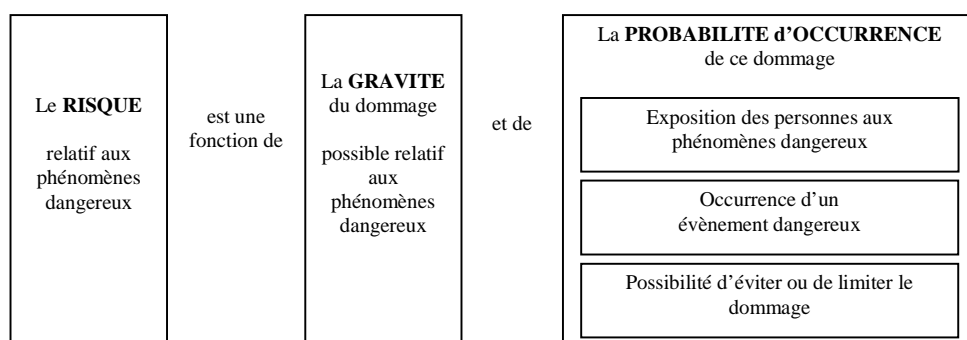 Le RISQUE
relatif aux
phénomènes
dangereux
est une
fonction de
La GRAVITE
du dommage
possible relatif
aux
phénomènes
dangereux
et de
La PROBABILITE d'OCCURRENCE
de ce dommage
Exposition des personnes aux
phénomènes dangereux
Occurrence d'un
évènement dangereux
Possibilité d'éviter ou de limiter le
dommage